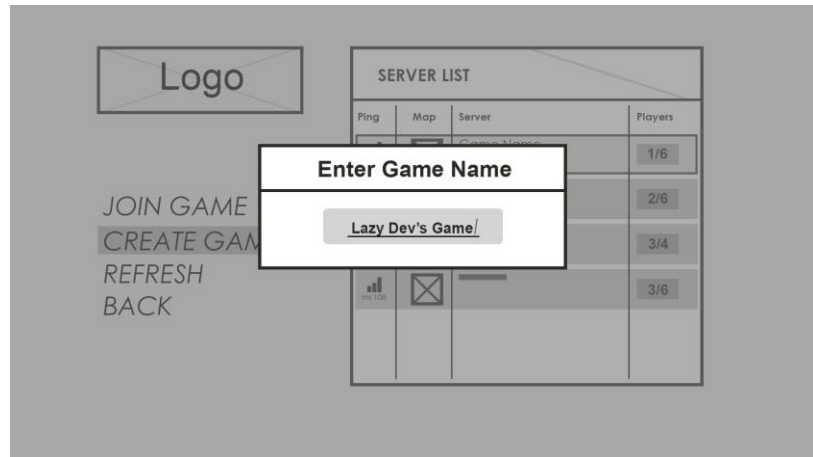 Logo
SERVER LIST
Ping Map Server Players
1/6
Enter Game Name
JOIN GAME
2/6
Lazy Dev's Game/
CREATE GAM
3/4
REFRESH
3/6
BACK